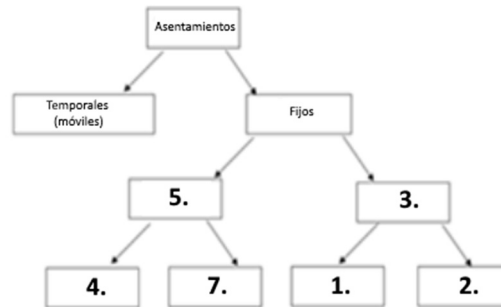 Asentamientos
Temporales
(móviles)
Fijos
5.
3.
4.
7.
1.
2.